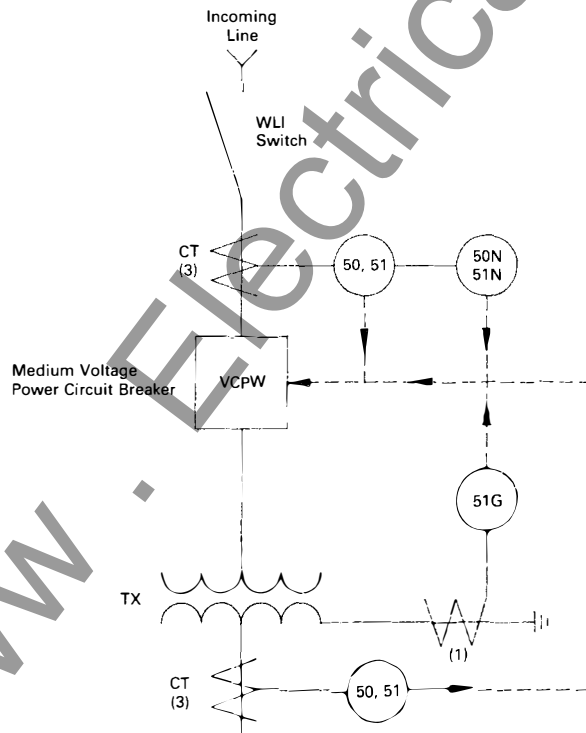 Incoming
Line
WLI
Switch
CT
(3)
50, 51
50N
51N
Medium Voltage
Power Circuit Breaker
VCPW
51G
TX
(1)
CT
(3)
50, 51
w . Electrica